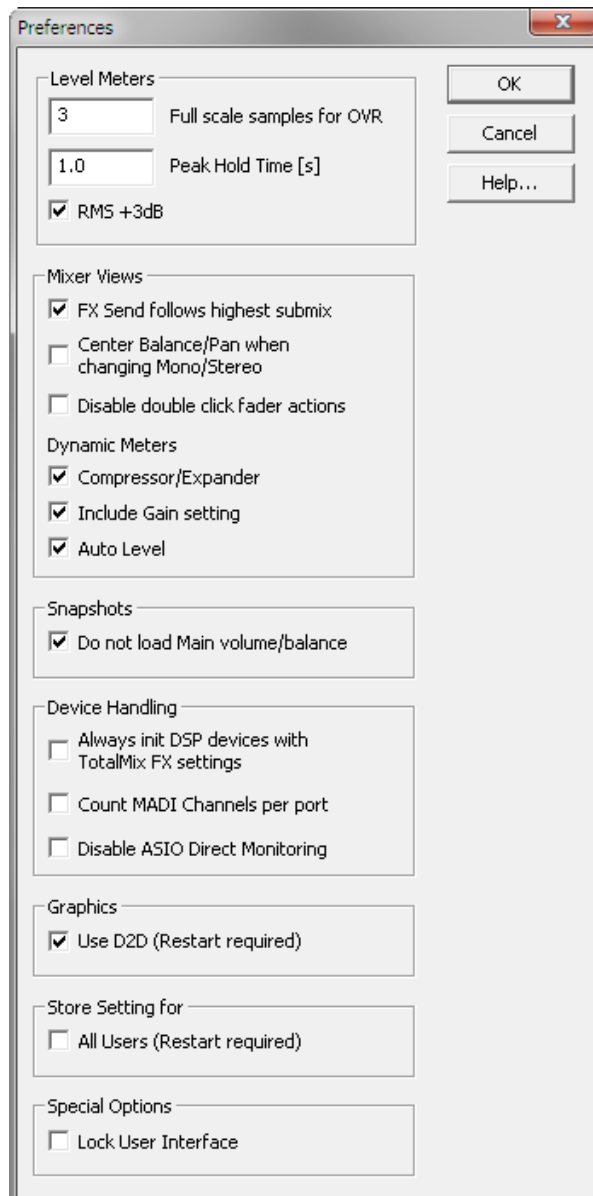 Preferences
Level Meters
3 Full scale samples for OVR
1.0 Peak Hold Time [s]
RMS +3dB
OK
Cancel
Help...
Mixer Views
FX Send follows highest submix
Center Balance/Pan when
changing Mono/Stereo
Disable double click fader actions
Dynamic Meters
Compressor/Expander
Include Gain setting
Auto Level
Snapshots
Do not load Main volume/balance
Device Handling
Always init DSP devices with
TotalMix FX settings
Count MADI Channels per port
Disable ASIO Direct Monitoring
Graphics
Use D2D (Restart required)
Store Setting for
All Users (Restart required)
Special Options
Lock User Interface